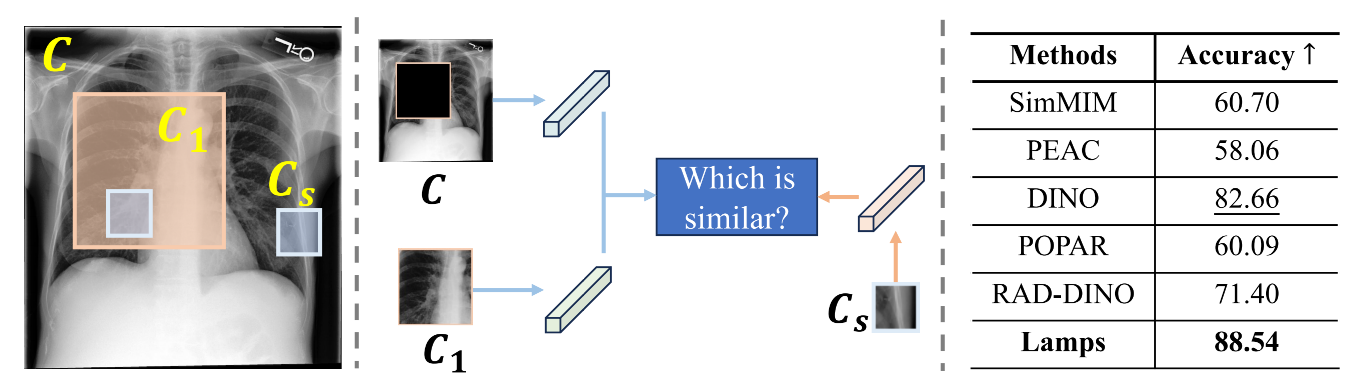 C
C1
Cs
C
C1
Which is
similar?
Cs
Methods Accuracy ↑
SimMIM 60.70
PEAC 58.06
DINO 82.66
POPAR 60.09
RAD-DINO 71.40
Lamps 88.54